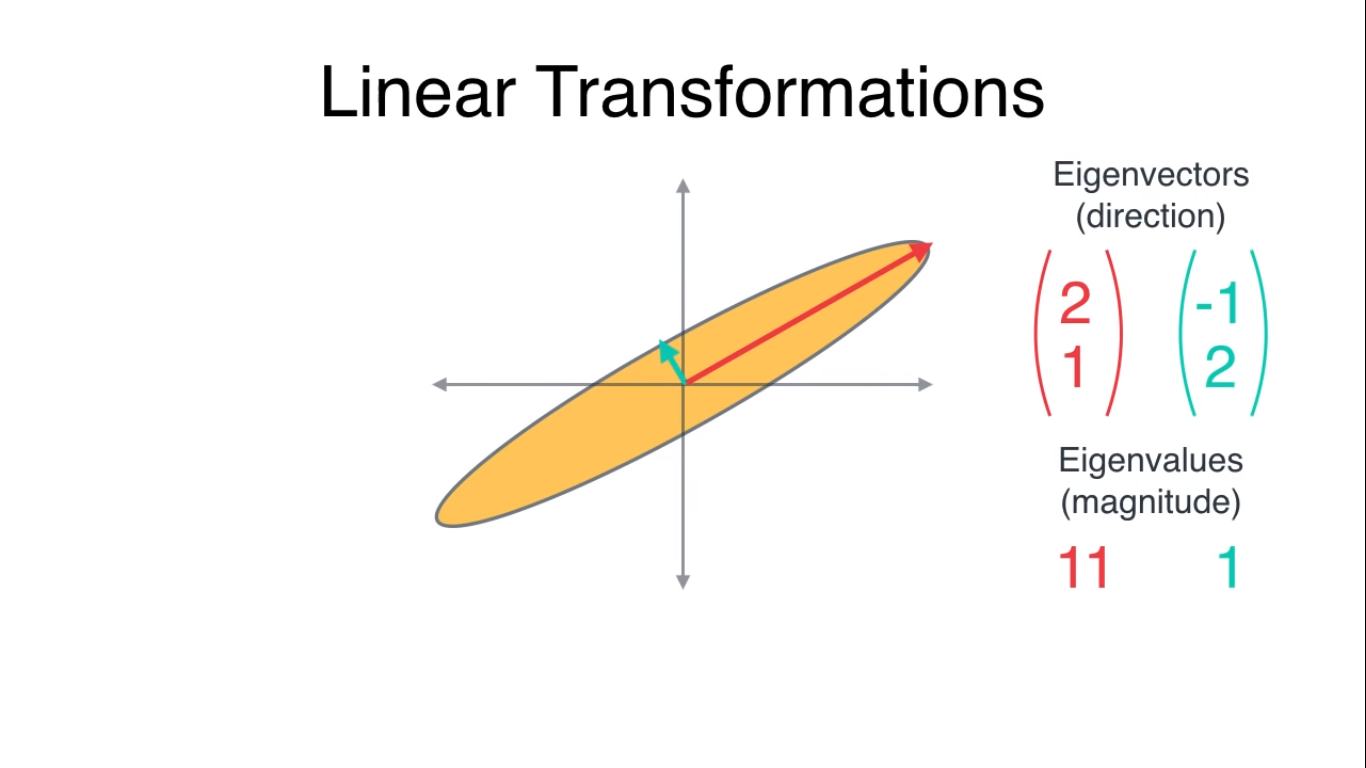 Linear Transformations
Eigenvectors
(direction)
2 -1
1 2
Eigenvalues
(magnitude)
11 1